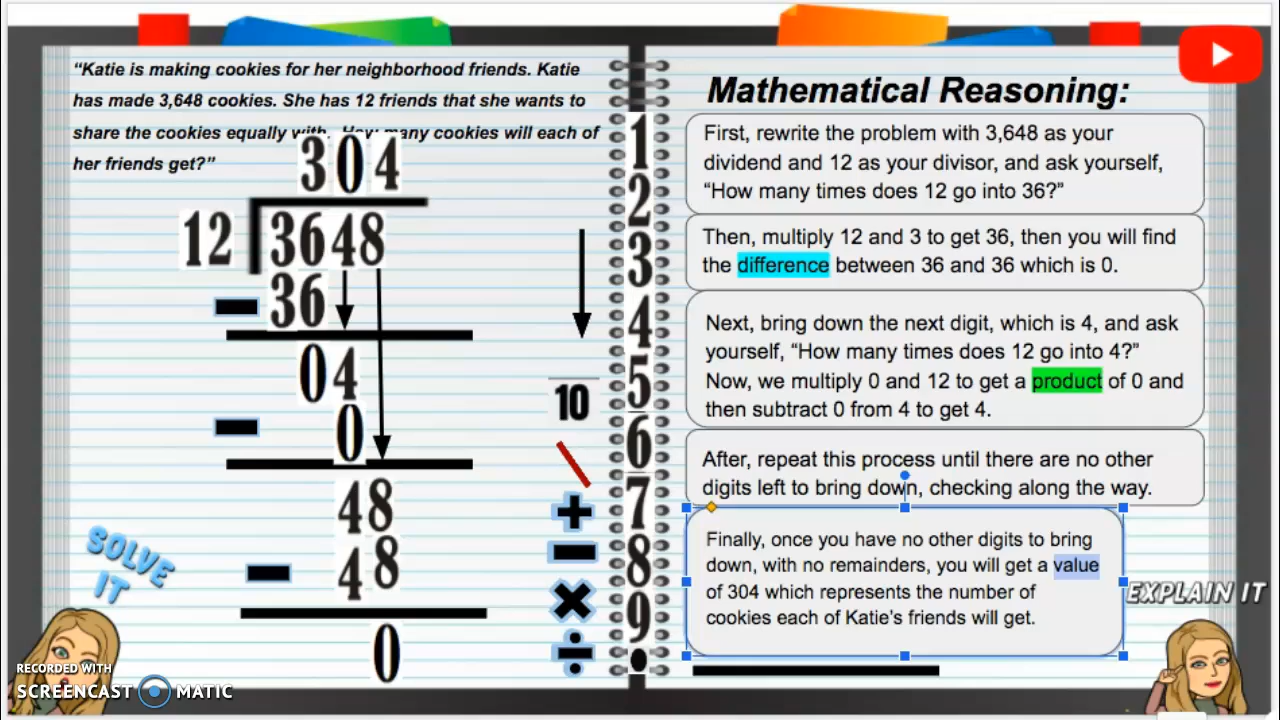 “Katie is making cookies for her neighborhood friends. Katie
has made 3,648 cookies. She has 12 friends that she wants to
share the cookies equally with. How many cookies will each of
her friends get?”
304
12 3648
36
04
0
48
48
0
10
+
-
×
÷
SOLVE
IT
1
2
3
4
5
6
7
8
9
Mathematical Reasoning:
First, rewrite the problem with 3,648 as your
dividend and 12 as your divisor, and ask yourself,
“How many times does 12 go into 36?”
Then, multiply 12 and 3 to get 36, then you will find
the difference between 36 and 36 which is 0.
Next, bring down the next digit, which is 4, and ask
yourself, “How many times does 12 go into 4?”
Now, we multiply 0 and 12 to get a product of 0 and
then subtract 0 from 4 to get 4.
After, repeat this process until there are no other
digits left to bring down, checking along the way.
Finally, once you have no other digits to bring
down, with no remainders, you will get a value
of 304 which represents the number of
cookies each of Katie's friends will get.
EXPLAIN IT
RECORDED WITH
SCREENCAST MATIC